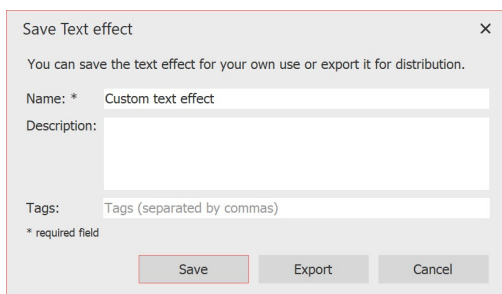 Save Text effect
You can save the text effect for your own use or export it for distribution.
Name: * Custom text effect
Description:
Tags: Tags (separated by commas)
* required field
Save Export Cancel